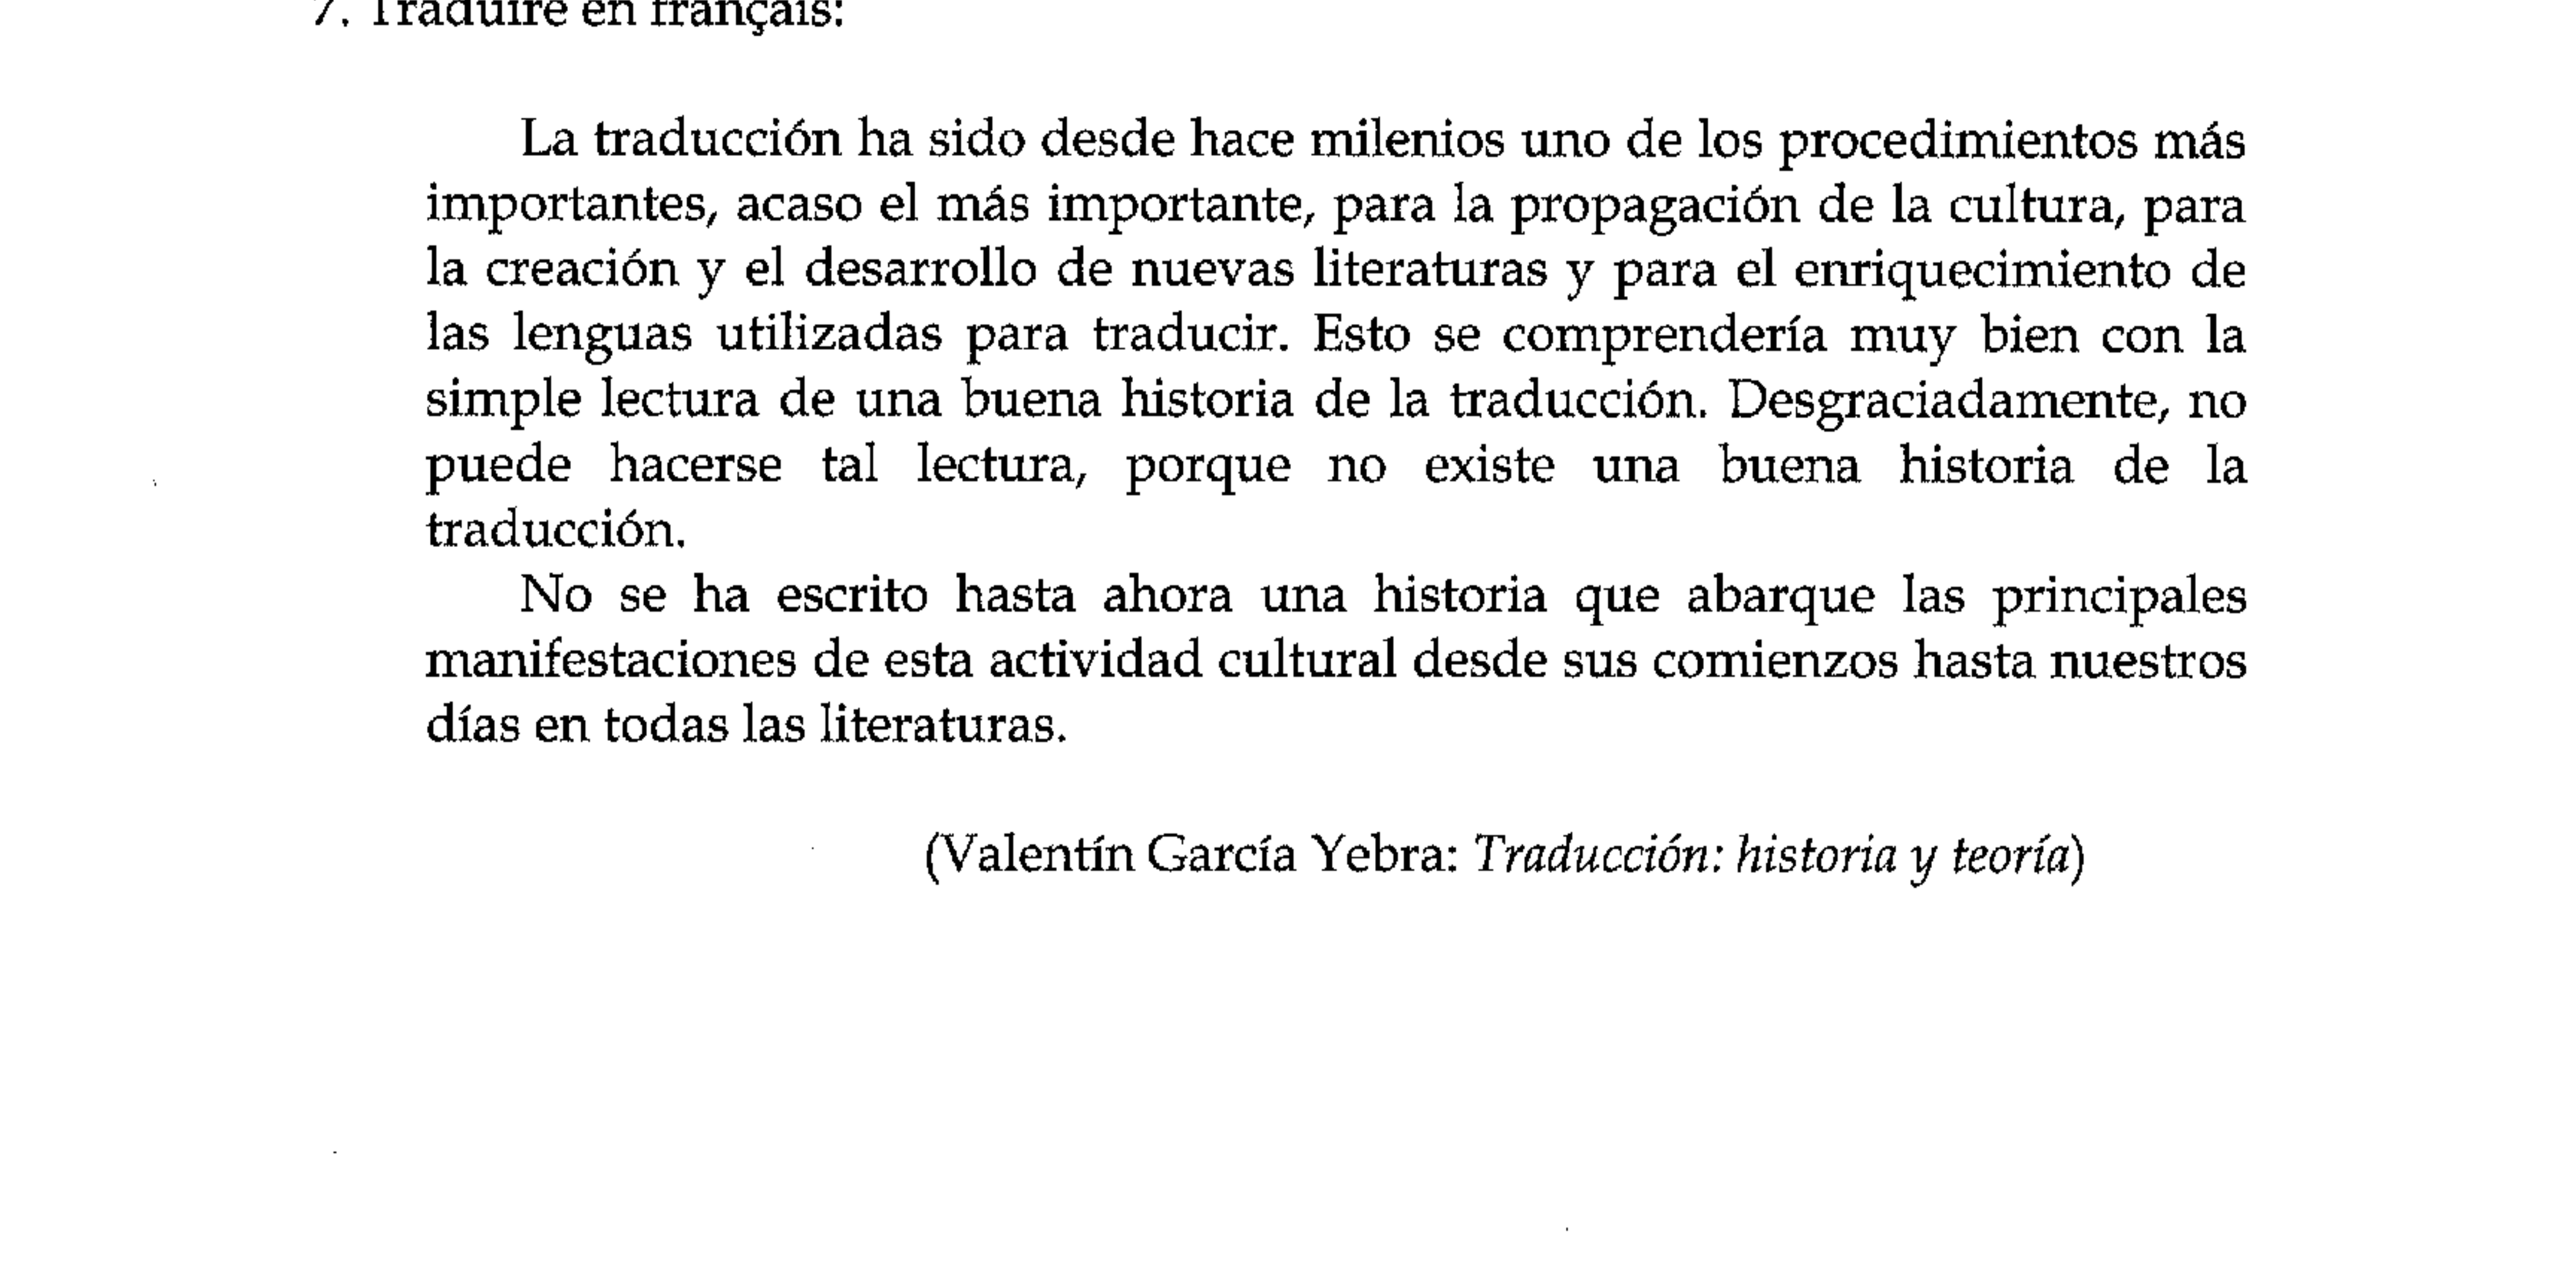 7. Traduire en français:
La traducción ha sido desde hace milenios uno de los procedimientos más
importantes, acaso el más importante, para la propagación de la cultura, para
la creación y el desarrollo de nuevas literaturas y para el enriquecimiento de
las lenguas utilizadas para traducir. Esto se comprendería muy bien con la
simple lectura de una buena historia de la traducción. Desgraciadamente, no
puede hacerse tal lectura, porque no existe una buena historia de la
traducción.
No se ha escrito hasta ahora una historia que abarque las principales
manifestaciones de esta actividad cultural desde sus comienzos hasta nuestros
días en todas las literaturas.
(Valentín García Yebra: Traducción: historia y teoría)